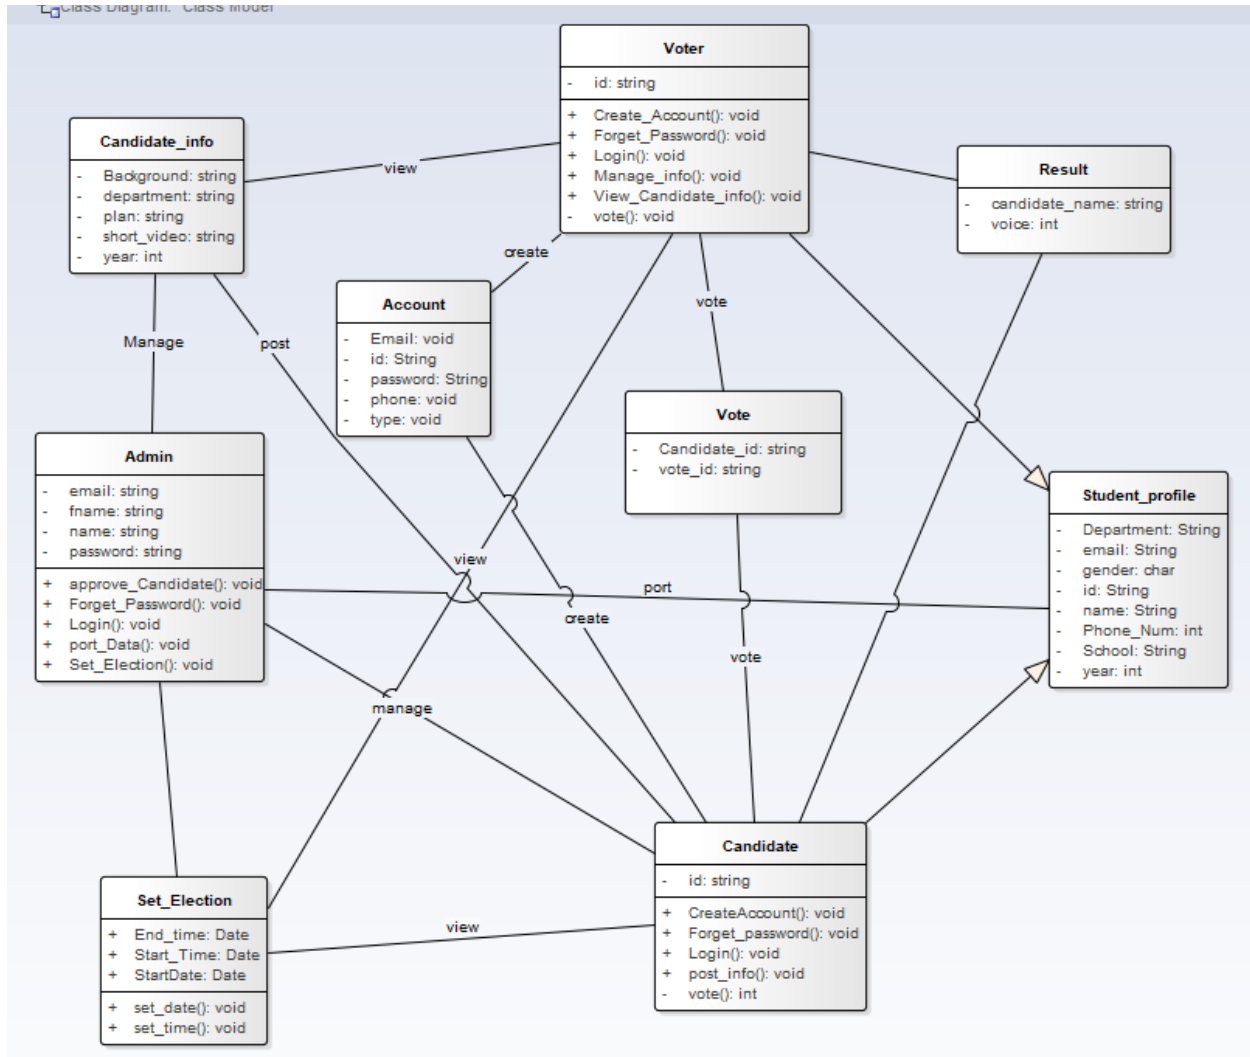 Class Diagram: "Class Model"
Voter
- id: string
+ Create_Account(): void
+ Forget_Password(): void
+ Login(): void
+ Manage_info(): void
+ View_Candidate_info(): void
- vote(): void
Candidate_info
- Background: string
- department: string
- plan: string
- short_video: string
- year: int
view
Result
- candidate_name: string
- voice: int
create
Account
- Email: void
- id: String
- password: String
- phone: void
- type: void
vote
Manage
post
Vote
- Candidate_id: string
- vote_id: string
Admin
- email: string
- fname: string
- name: string
- password: string
+ approve_Candidate(): void
+ Forget_Password(): void
+ Login(): void
+ port_Data(): void
+ Set_Election(): void
Student_profile
- Department: String
- email: String
- gender: char
- id: String
- name: String
- Phone_Num: int
- School: String
- year: int
view
port
create
vote
manage
Candidate
- id: string
+ CreateAccount(): void
+ Forget_password(): void
+ Login(): void
+ post_info(): void
- vote(): int
Set_Election
+ End_time: Date
+ Start_Time: Date
+ StartDate: Date
+ set_date(): void
+ set_time(): void
view